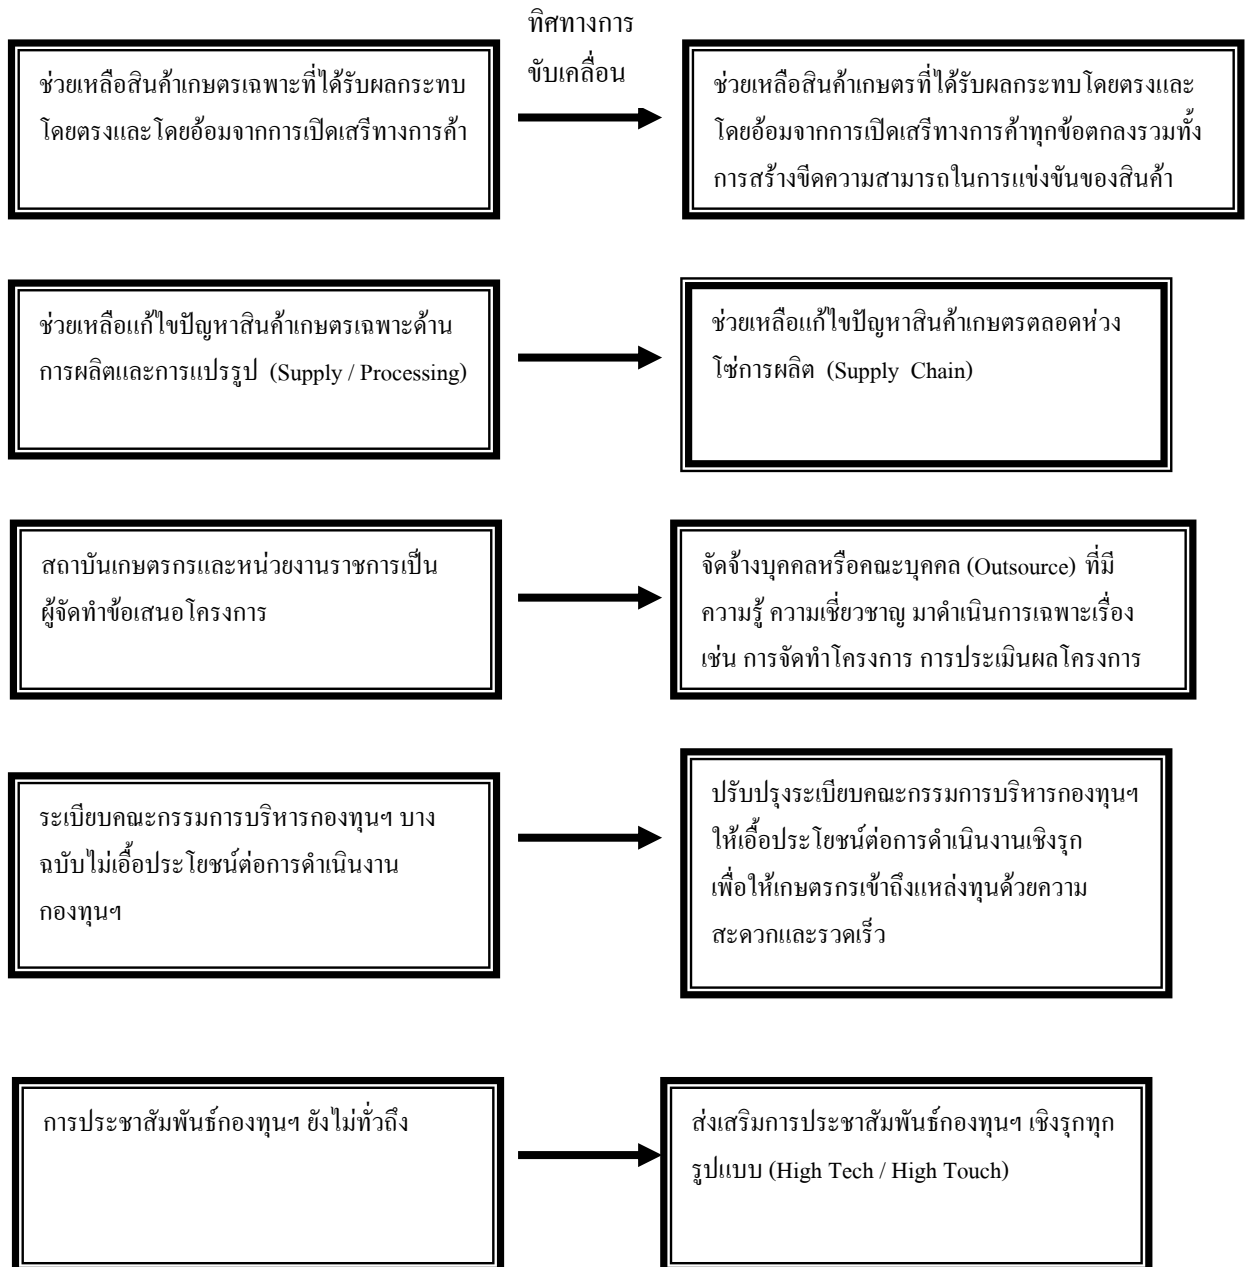 ทิศทางการ
ขับเคลื่อน
ช่วยเหลือสินค้าเกษตรเฉพาะที่ได้รับผลกระทบ
โดยตรงและโดยอ้อมจากการเปิดเสรีทางการค้า
ช่วยเหลือสินค้าเกษตรที่ได้รับผลกระทบโดยตรงและ
โดยอ้อมจากการเปิดเสรีทางการค้าทุกข้อตกลงรวมทั้ง
การสร้างขีดความสามารถในการแข่งขันของสินค้า
ช่วยเหลือแก้ไขปัญหาสินค้าเกษตรเฉพาะด้าน
การผลิตและการแปรรูป (Supply / Processing)
ช่วยเหลือแก้ไขปัญหาสินค้าเกษตรตลอดห่วง
โซ่การผลิต (Supply Chain)
สถาบันเกษตรกรและหน่วยงานราชการเป็น
ผู้จัดทำข้อเสนอโครงการ
จัดจ้างบุคคลหรือคณะบุคคล (Outsource) ที่มี
ความรู้ ความเชี่ยวชาญ มาดำเนินการเฉพาะเรื่อง
เช่น การจัดทำโครงการ การประเมินผลโครงการ
ระเบียบคณะกรรมการบริหารกองทุนฯ บาง
ฉบับไม่เอื้อประโยชน์ต่อการดำเนินงาน
กองทุนฯ
ปรับปรุงระเบียบคณะกรรมการบริหารกองทุนฯ
ให้เอื้อประโยชน์ต่อการดำเนินงานเชิงรุก
เพื่อให้เกษตรกรเข้าถึงแหล่งทุนด้วยความ
สะดวกและรวดเร็ว
การประชาสัมพันธ์กองทุนฯ ยังไม่ทั่วถึง
ส่งเสริมการประชาสัมพันธ์กองทุนฯ เชิงรุกทุก
รูปแบบ (High Tech / High Touch)